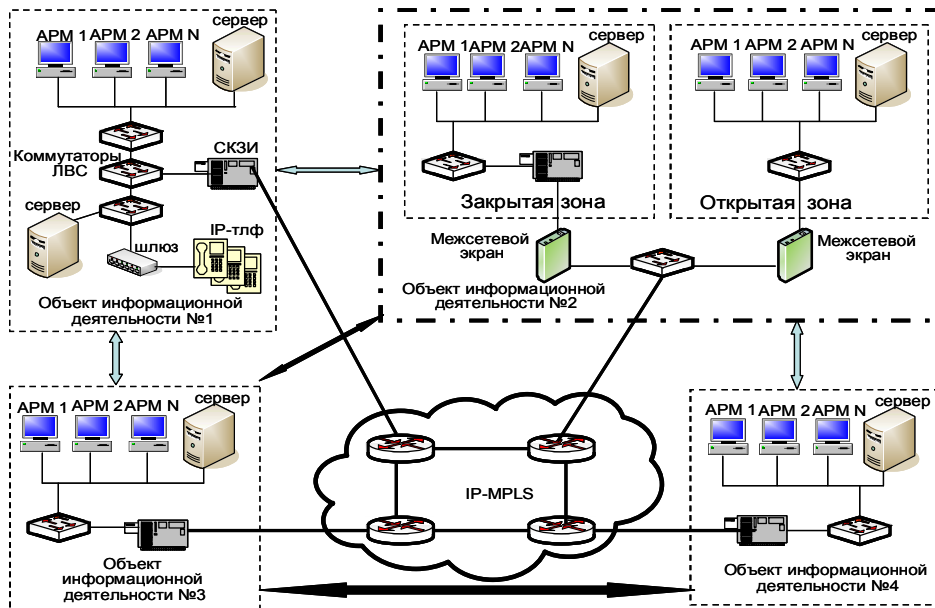 АРМ 1 АРМ 2 АРМ N
сервер
Коммутаторы
ЛВС
СКЗИ
сервер
IP-тлф
шлюз
Объект информационной
деятельности №1
АРМ 1 АРМ 2 АРМ N
сервер
Закрытая зона
АРМ 1 АРМ 2 АРМ N
сервер
Открытая зона
Межсетевой
экран
Межсетевой
экран
Объект информационной
деятельности №2
АРМ 1 АРМ 2 АРМ N
сервер
Объект
информационной
деятельности №3
IP-MPLS
АРМ 1 АРМ 2 АРМ N
сервер
Объект информационной
деятельности №4